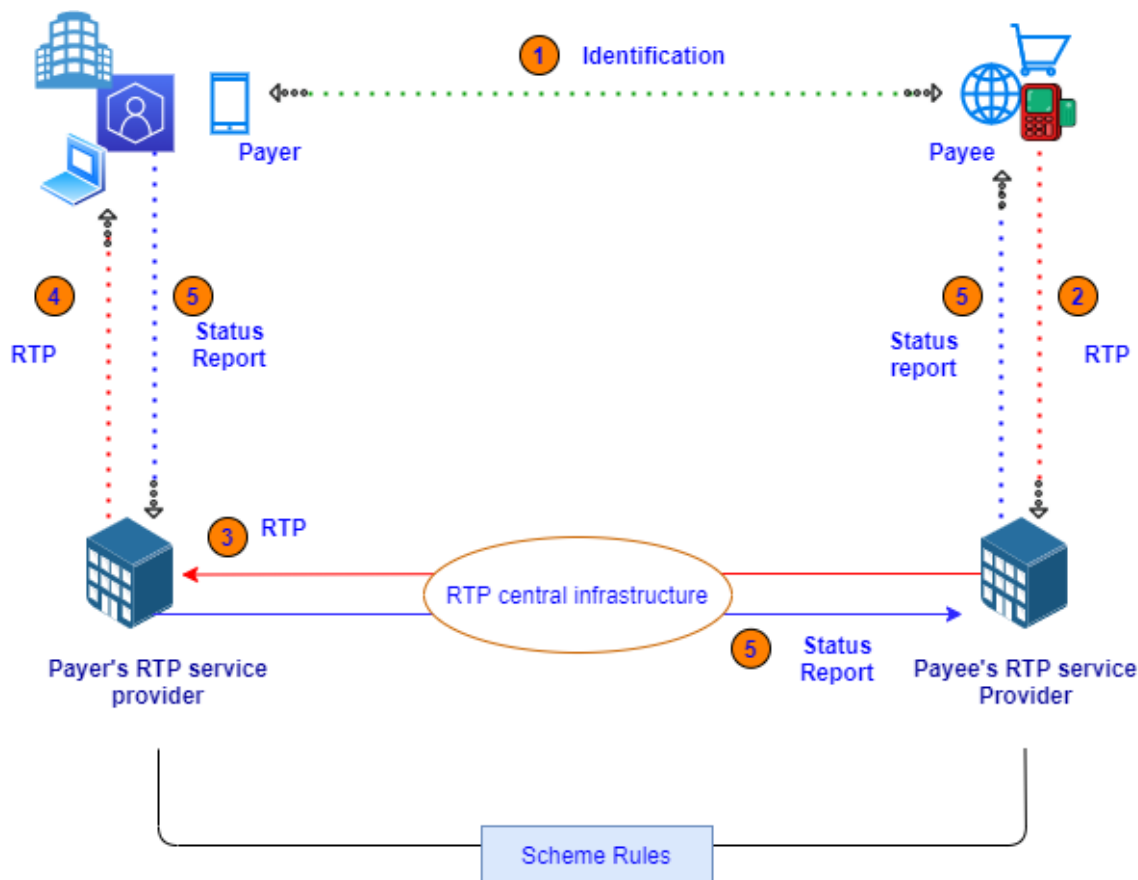 1 Identification
Payer
Payee
4
5
5
2
Status
Report
RTP
Status
report
RTP
3 RTP
RTP central infrastructure
5
Status
Report
Payer's RTP service
provider
Payee's RTP service
Provider
Scheme Rules